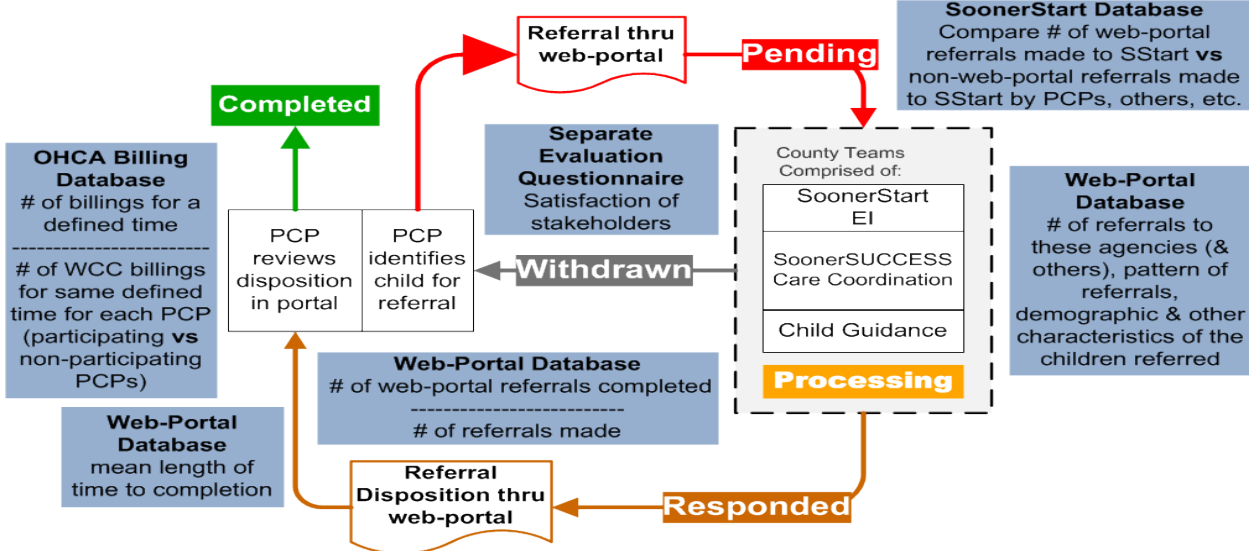 SoonerStart Database
Compare # of web-portal
referrals made to SStart vs
non-web-portal referrals made
to SStart by PCPs, others, etc.
Referral thru
web-portal
Pending
Completed
Separate
Evaluation
Questionnaire
Satisfaction of
stakeholders
County Teams
Comprised of:
SoonerStart
EI
SoonerSUCCESS
Care Coordination
Child Guidance
Processing
OHCA Billing
Database
# of billings for a
defined time
-------------------------
# of WCC billings
for same defined
time for each PCP
(participating vs
non-participating
PCPs)
Web-Portal
Database
# of referrals to
these agencies (&
others), pattern of
referrals,
demographic & other
characteristics of the
children referred
PCP
reviews
disposition
in portal
PCP
identifies
child for
referral
Withdrawn
Web-Portal Database
# of web-portal referrals completed
--------------------------
# of referrals made
Web-Portal
Database
mean length of
time to completion
Referral
Disposition thru
web-portal
Responded